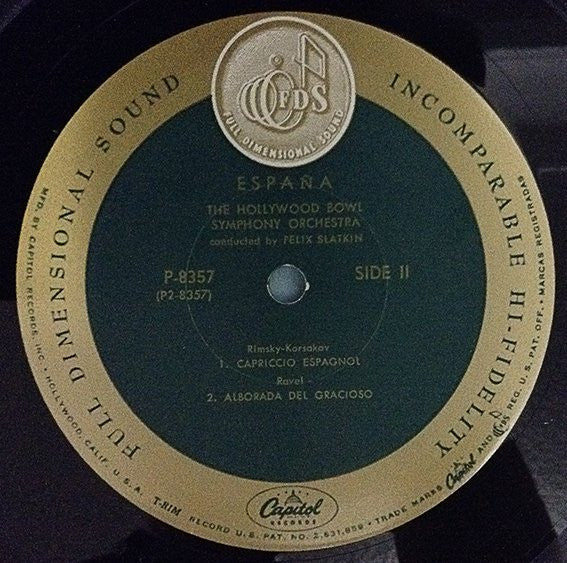 FDS
FULL DIMENSIONAL SOUND
FULL DIMENSIONAL SOUND
INCOMPARABLE HIGH-FIDELITY
ESPAÑA
THE HOLLYWOOD BOWL
SYMPHONY ORCHESTRA
conducted by FELIX SLATKIN
P-8357
(P2-8357)
SIDE II
Rimsky-Korsakov
1. CAPRICCIO ESPAGNOL
Ravel -
2. ALBORADA DEL GRACIOSO
Capitol
RECORDS
MFD. BY CAPITOL RECORDS, INC. • HOLLYWOOD, CALIF. U. S. A. T-RIM RECORD U.S. PAT. NO. 2,631,859 • TRADE MARKS Capitol AND FDS REG. U. S. PAT. OFF. • MARCAS REGISTRADAS